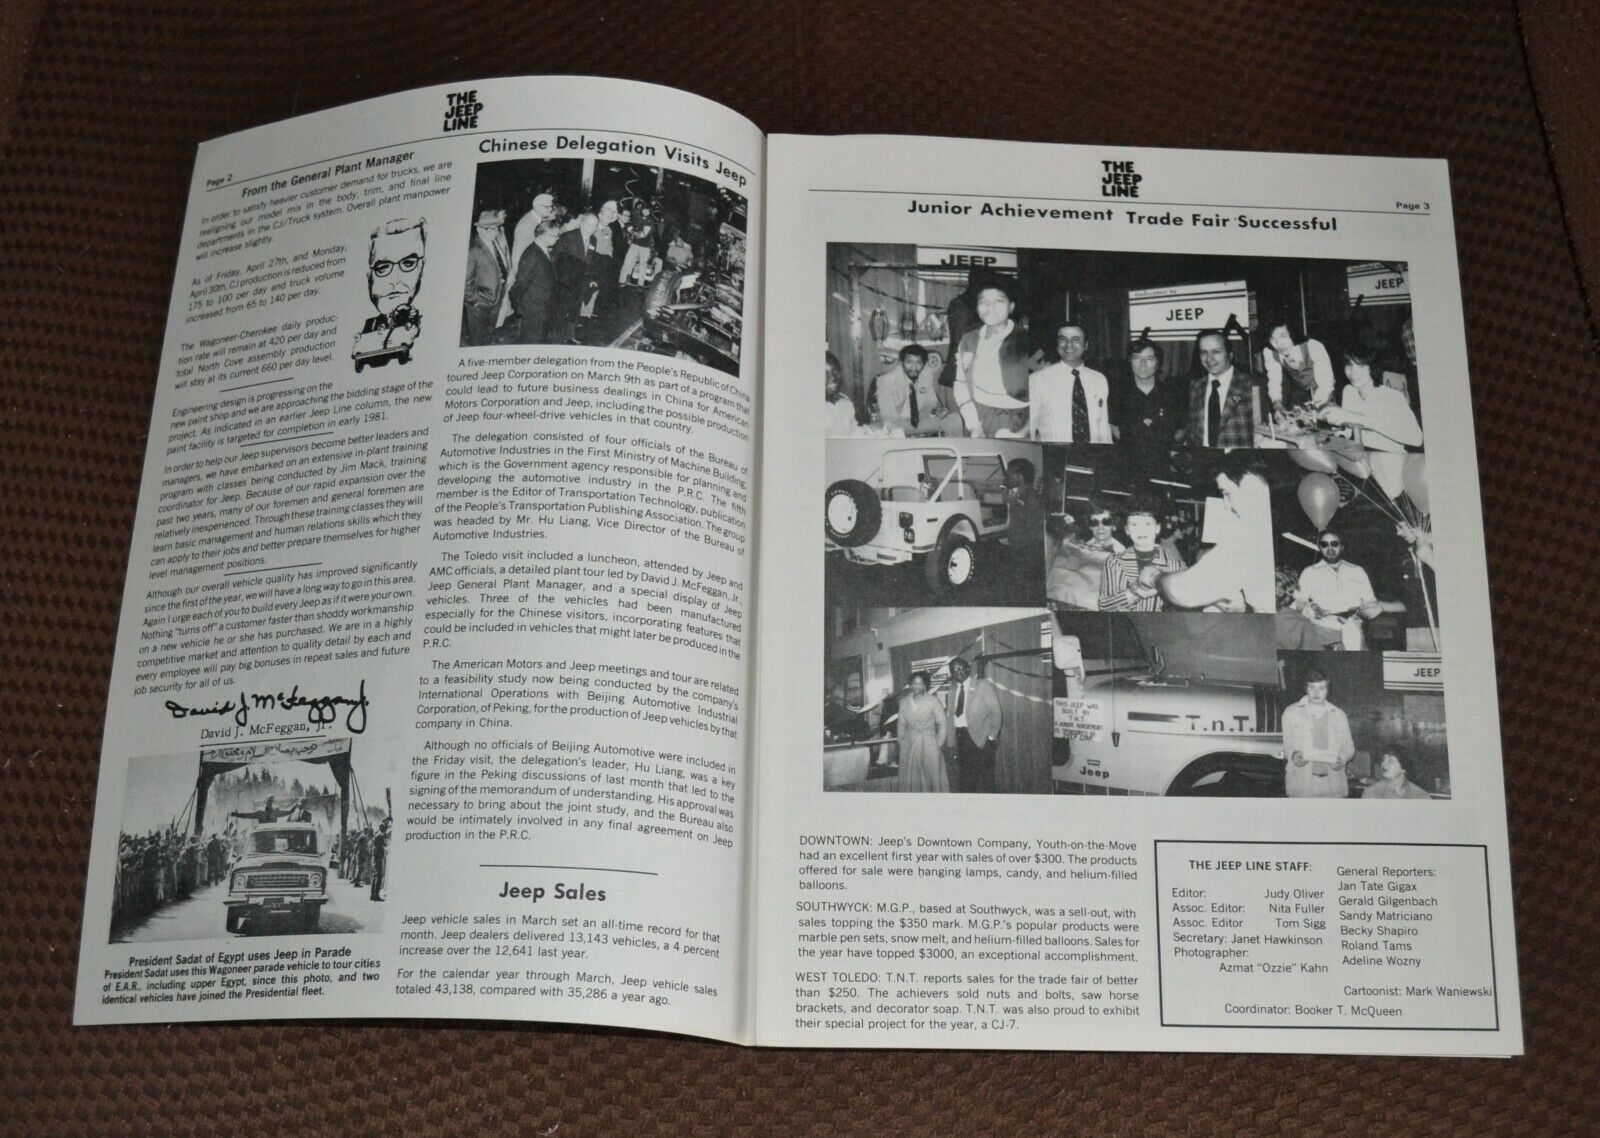 THE
JEEP
LINE
Page 2
From the General Plant Manager
In order to satisfy heavier customer demand for trucks, we are
realigning our model mix in the body, trim, and final line
departments in the CJ/Truck system. Overall plant manpower
will increase slightly.
As of Friday, April 27th, and Monday,
April 30th, CJ production is reduced from
175 to 100 per day and truck volume
increased from 65 to 140 per day.
The Wagoneer-Cherokee daily produc-
tion rate will remain at 420 per day and
total North Cove assembly production
will stay at its current 660 per day level.
Engineering design is progressing on the
new paint shop and we are approaching the bidding stage of the
project. As indicated in an earlier Jeep Line column, the new
paint facility is targeted for completion in early 1981.
In order to help our Jeep supervisors become better leaders and
managers, we have embarked on an extensive in-plant training
program with classes being conducted by Jim Mack, training
coordinator for Jeep. Because of our rapid expansion over the
past two years, many of our foremen and general foremen are
relatively inexperienced. Through these training classes they will
learn basic management and human relations skills which they
can apply to their jobs and better prepare themselves for higher
level management positions.
Although our overall vehicle quality has improved significantly
since the first of the year, we will have a long way to go in this area.
Again I urge each of you to build every Jeep as if it were your own.
Nothing "turns off" a customer faster than shoddy workmanship
on a new vehicle he or she has purchased. We are in a highly
competitive market and attention to quality detail by each and
every employee will pay big bonuses in repeat sales and future
job security for all of us.
David J. McFeggan, Jr.
David J. McFeggan, Jr.
President Sadat of Egypt uses Jeep in Parade
President Sadat uses this Wagoneer parade vehicle to tour cities
of E.A.R., including upper Egypt, since this photo, and two
identical vehicles have joined the Presidential fleet.
Chinese Delegation Visits Jeep
A five-member delegation from the People's Republic of China
toured Jeep Corporation on March 9th as part of a program that
could lead to future business dealings in China for American
Motors Corporation and Jeep, including the possible production
of Jeep four-wheel-drive vehicles in that country.
The delegation consisted of four officials of the Bureau of
Automotive Industries in the First Ministry of Machine Building,
which is the Government agency responsible for planning and
developing the automotive industry in the P.R.C. The fifth
member is the Editor of Transportation Technology, publication
of the People's Transportation Publishing Association. The group
was headed by Mr. Hu Liang, Vice Director of the Bureau of
Automotive Industries.
The Toledo visit included a luncheon, attended by Jeep and
AMC officials, a detailed plant tour led by David J. McFeggan, Jr.,
Jeep General Plant Manager, and a special display of Jeep
vehicles. Three of the vehicles had been manufactured
especially for the Chinese visitors, incorporating features that
could be included in vehicles that might later be produced in the
P.R.C.
The American Motors and Jeep meetings and tour are related
to a feasibility study now being conducted by the company's
International Operations with Beijing Automotive Industrial
Corporation, of Peking, for the production of Jeep vehicles by that
company in China.
Although no officials of Beijing Automotive were included in
the Friday visit, the delegation's leader, Hu Liang, was a key
figure in the Peking discussions of last month that led to the
signing of the memorandum of understanding. His approval was
necessary to bring about the joint study, and the Bureau also
would be intimately involved in any final agreement on Jeep
production in the P.R.C.
Jeep Sales
Jeep vehicle sales in March set an all-time record for that
month. Jeep dealers delivered 13,143 vehicles, a 4 percent
increase over the 12,641 last year.
For the calendar year through March, Jeep vehicle sales
totaled 43,138, compared with 35,286 a year ago.
THE
JEEP
LINE
Page 3
Junior Achievement Trade Fair Successful
JEEP
JEEP
JEEP
THIS JEEP WAS
BUILT BY
T.N.T.
A JUNIOR ACHIEVEMENT
T.n.T.
Jeep
JEEP
DOWNTOWN: Jeep's Downtown Company, Youth-on-the-Move
had an excellent first year with sales of over $300. The products
offered for sale were hanging lamps, candy, and helium-filled
balloons.
SOUTHWYCK: M.G.P., based at Southwyck, was a sell-out, with
sales topping the $350 mark. M.G.P.'s popular products were
marble pen sets, snow melt, and helium-filled balloons. Sales for
the year have topped $3000, an exceptional accomplishment.
WEST TOLEDO: T.N.T. reports sales for the trade fair of better
than $250. The achievers sold nuts and bolts, saw horse
brackets, and decorator soap. T.N.T. was also proud to exhibit
their special project for the year, a CJ-7.
THE JEEP LINE STAFF:
Editor: Judy Oliver
Assoc. Editor: Nita Fuller
Assoc. Editor Tom Sigg
Secretary: Janet Hawkinson
Photographer:
Azmat "Ozzie" Kahn
General Reporters:
Jan Tate Gigax
Gerald Gilgenbach
Sandy Matriciano
Becky Shapiro
Roland Tams
Adeline Wozny
Cartoonist: Mark Waniewski
Coordinator: Booker T. McQueen